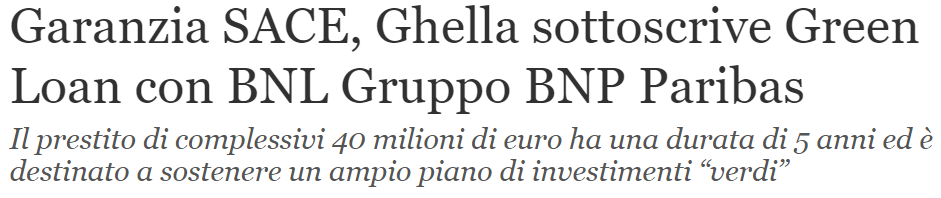 Garanzia SACE, Ghella sottoscrive Green
Loan con BNL Gruppo BNP Paribas
Il prestito di complessivi 40 milioni di euro ha una durata di 5 anni ed è
destinato a sostenere un ampio piano di investimenti “verdi”